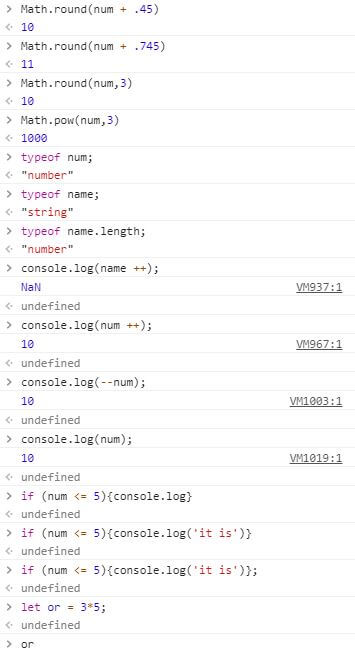 > Math.round(num + .45)
< 10
> Math.round(num + .745)
< 11
> Math.round(num,3)
< 10
> Math.pow(num,3)
< 1000
> typeof num;
< "number"
> typeof name;
< "string"
> typeof name.length;
< "number"
> console.log(name ++);
NaN VM937:1
< undefined
> console.log(num ++);
10 VM967:1
< undefined
> console.log(--num);
10 VM1003:1
< undefined
> console.log(num);
10 VM1019:1
< undefined
> if (num <= 5){console.log}
< undefined
> if (num <= 5){console.log('it is')}
< undefined
> if (num <= 5){console.log('it is')};
< undefined
> let or = 3*5;
< undefined
> or